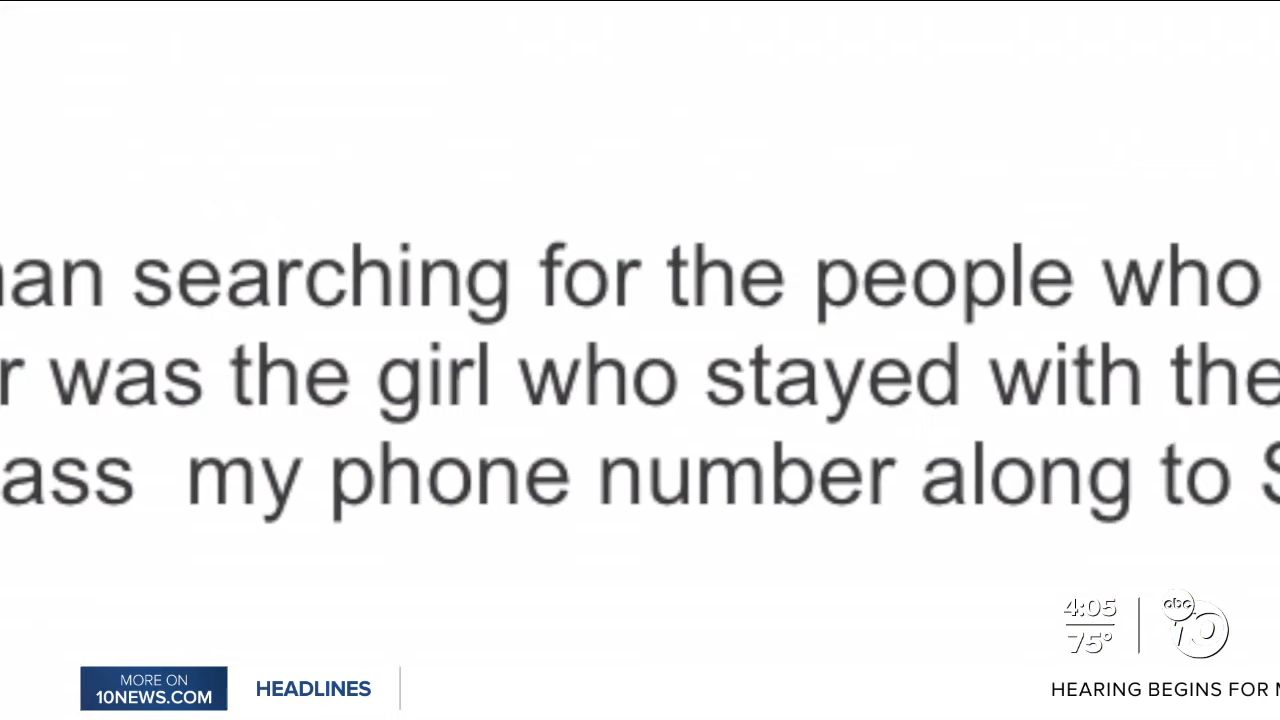 an searching for the people who
r was the girl who stayed with the
ass my phone number along to S
4:05
75°
abc
10
MORE ON
10NEWS.COM
HEADLINES
HEARING BEGINS FOR M